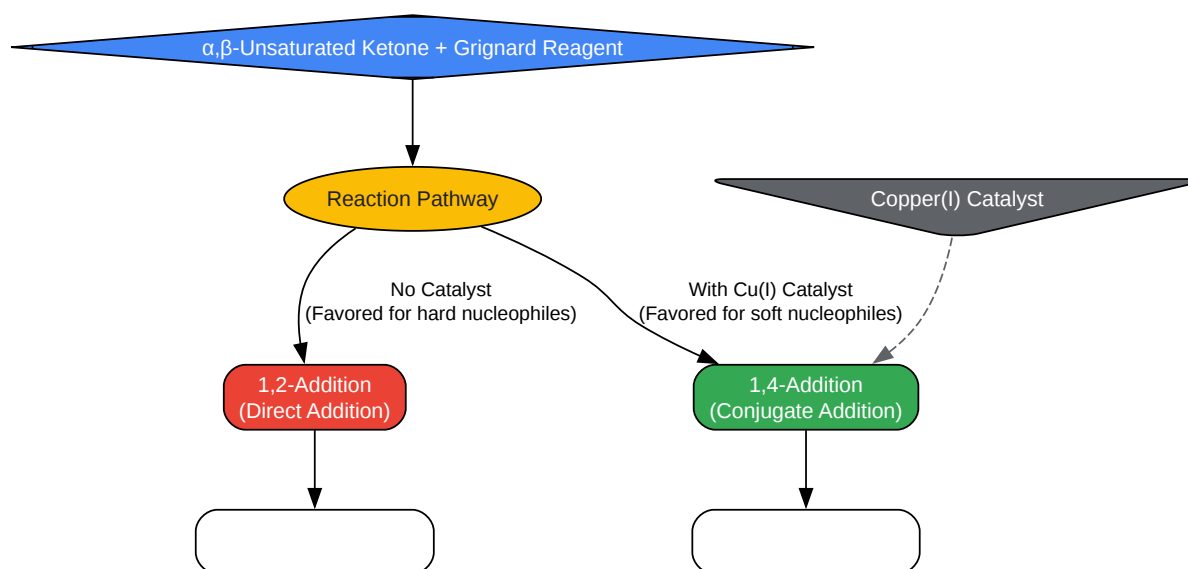 α,β-Unsaturated Ketone + Grignard Reagent
Reaction Pathway
Copper(I) Catalyst
No Catalyst
(Favored for hard nucleophiles)
With Cu(I) Catalyst
(Favored for soft nucleophiles)
1,2-Addition
(Direct Addition)
1,4-Addition
(Conjugate Addition)